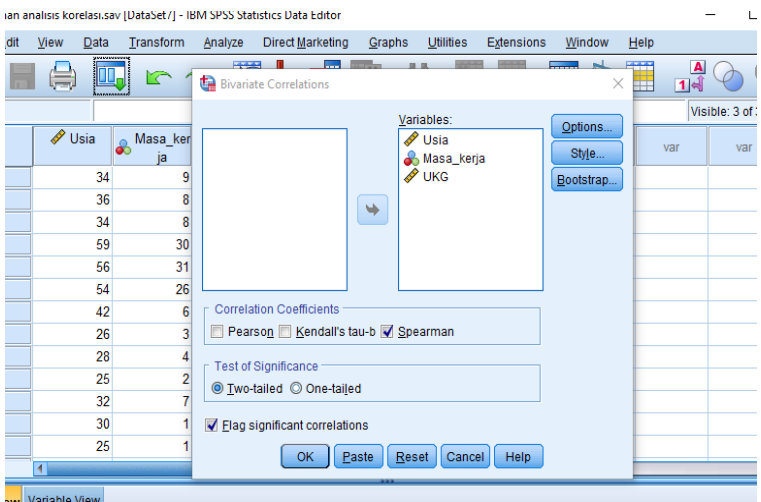 nan analisis korelasi.sav [DataSet7] - IBM SPSS Statistics Data Editor
dit View Data Transform Analyze Direct Marketing Graphs Utilities Extensions Window Help
Bivariate Correlations
Visible: 3 of
Usia
Masa_ker
ja
var
var
34 9
36 8
34 8
59 30
56 31
54 26
42 6
26 3
28 4
25 2
32 7
30 1
25 1
Variables:
Usia
Masa_kerja
UKG
Options...
Style...
Bootstrap...
Correlation Coefficients
Pearson Kendall's tau-b Spearman
Test of Significance
Two-tailed One-tailed
Flag significant correlations
OK Paste Reset Cancel Help
Variable View